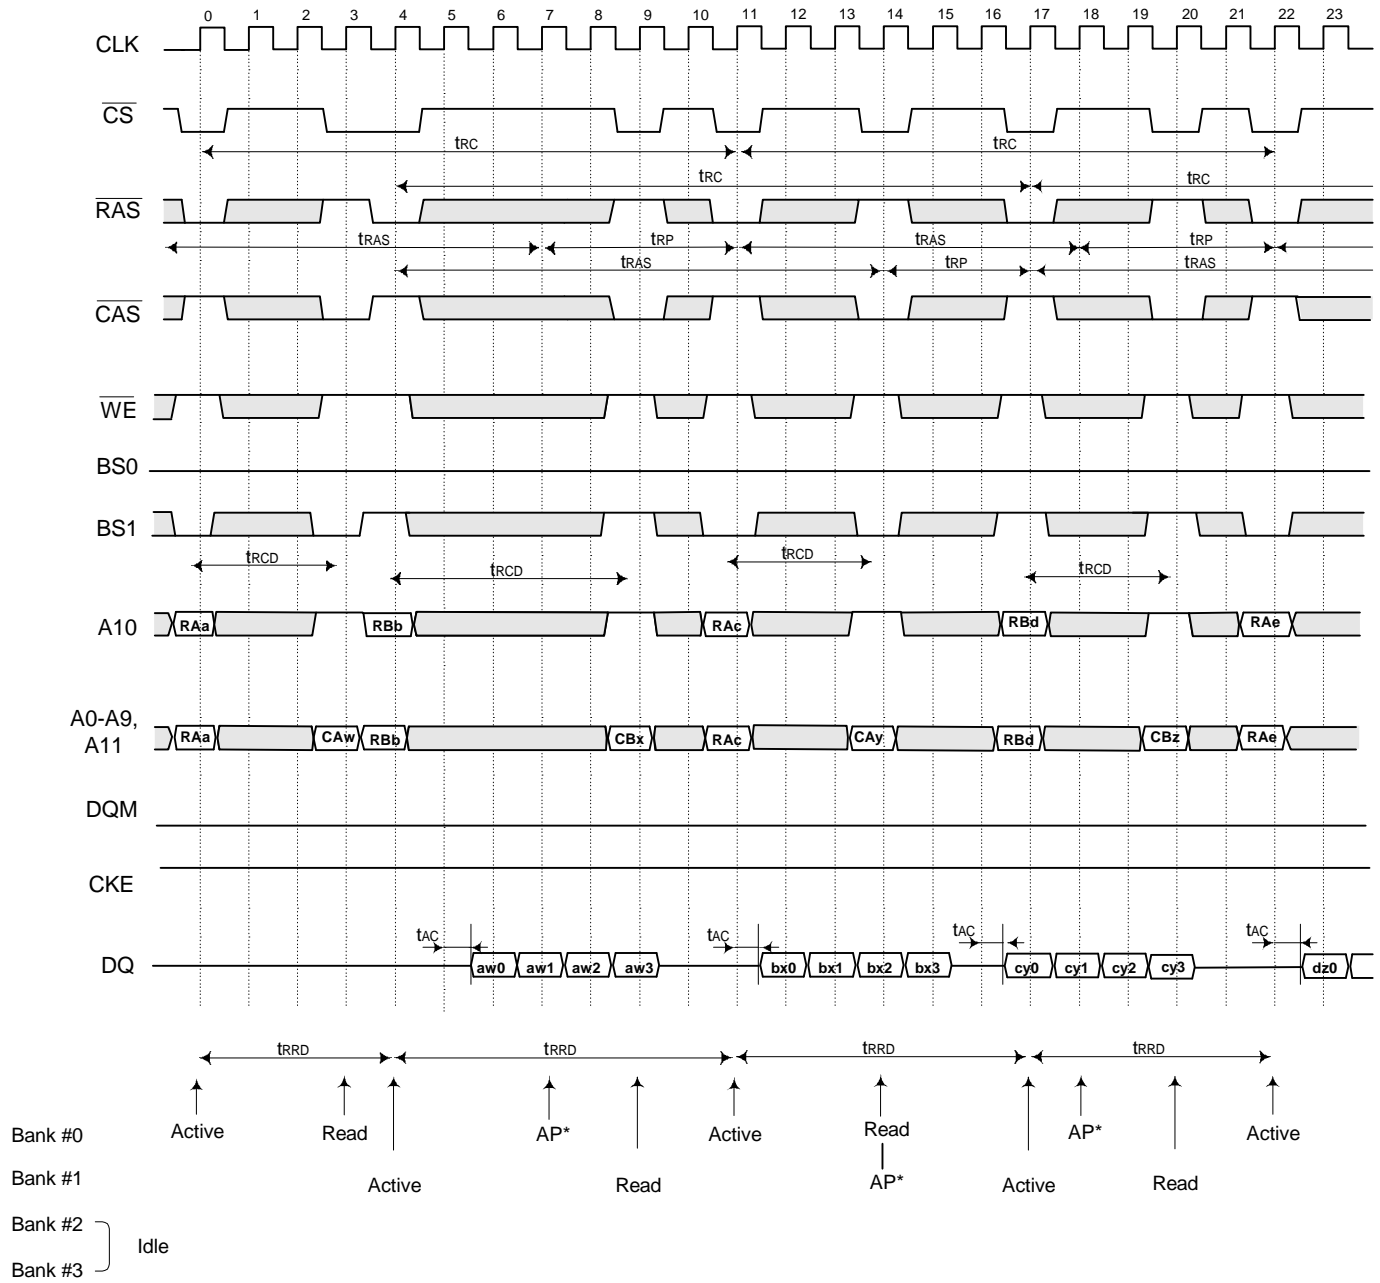 0 1 2 3 4 5 6 7 8 9 10 11 12 13 14 15 16 17 18 19 20 21 22 23
CLK
CS
tRC tRC
tRC tRC
RAS
tRAS tRP tRAS tRP
tRAS tRP tRAS
CAS
WE
BS0
BS1
tRCD tRCD tRCD tRCD
A10 RAa RBb RAc RBd RAe
A0-A9,
A11 RAa CAw RBb CBx RAc CAy RBd CBz RAe
DQM
CKE
tAC tAC tAC tAC
DQ aw0 aw1 aw2 aw3 bx0 bx1 bx2 bx3 cy0 cy1 cy2 cy3 dz0
tRRD tRRD tRRD tRRD
Bank #0 Active Read AP* Active Read AP* Active
Bank #1 Active Read AP* Active Read
Bank #2
Idle
Bank #3